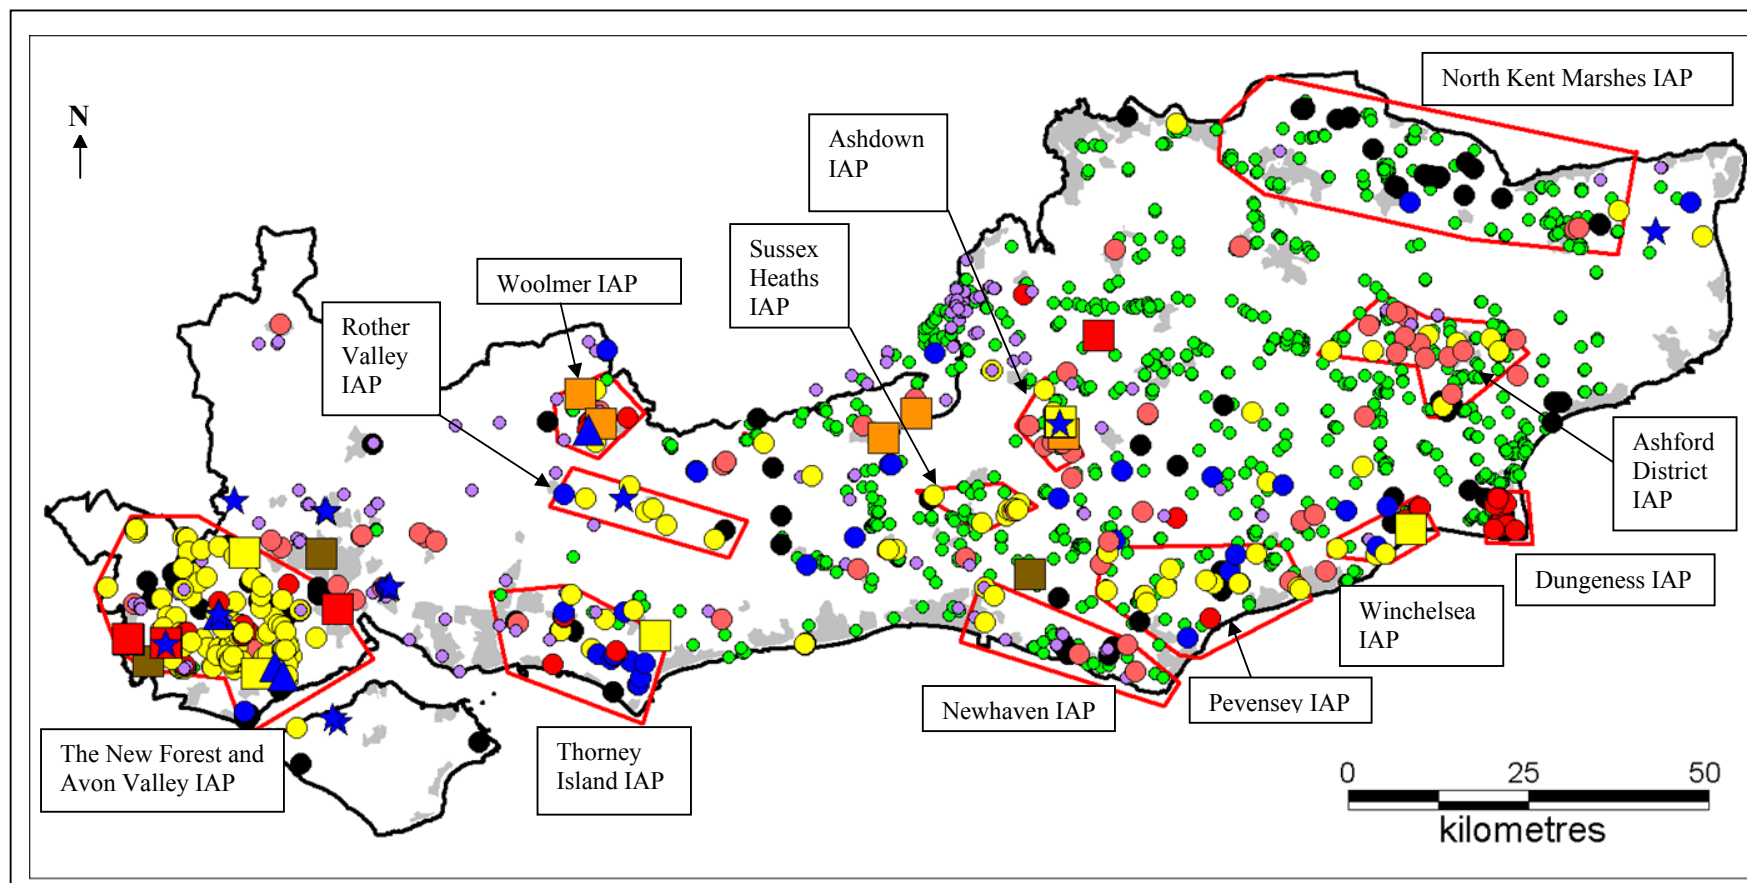 North Kent Marshes IAP
N
Ashdown
IAP
Sussex
Heaths
IAP
Woolmer IAP
Rother
Valley
IAP
Ashford
District
IAP
Dungeness IAP
Winchelsea
IAP
Pevensey IAP
Newhaven IAP
The New Forest and
Avon Valley IAP
Thorney
Island IAP
0 25 50
kilometres